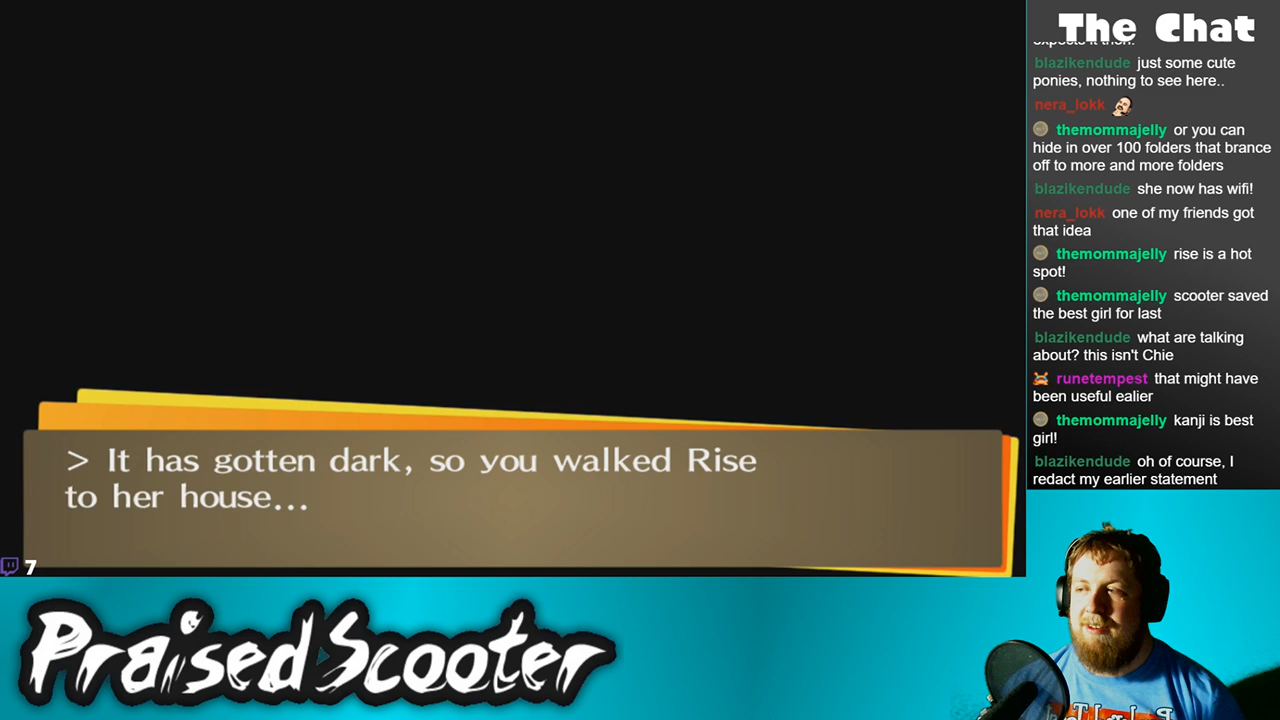 The Chat
blazikendude just some cute
ponies, nothing to see here..
nera_lokk
themommajelly or you can
hide in over 100 folders that brance
off to more and more folders
blazikendude she now has wifi!
nera_lokk one of my friends got
that idea
themommajelly rise is a hot
spot!
themommajelly scooter saved
the best girl for last
blazikendude what are talking
about? this isn't Chie
runetempest that might have
been useful ealier
themommajelly kanji is best
girl!
blazikendude oh of course, I
redact my earlier statement
> It has gotten dark, so you walked Rise
to her house...
7
PraisedScooter